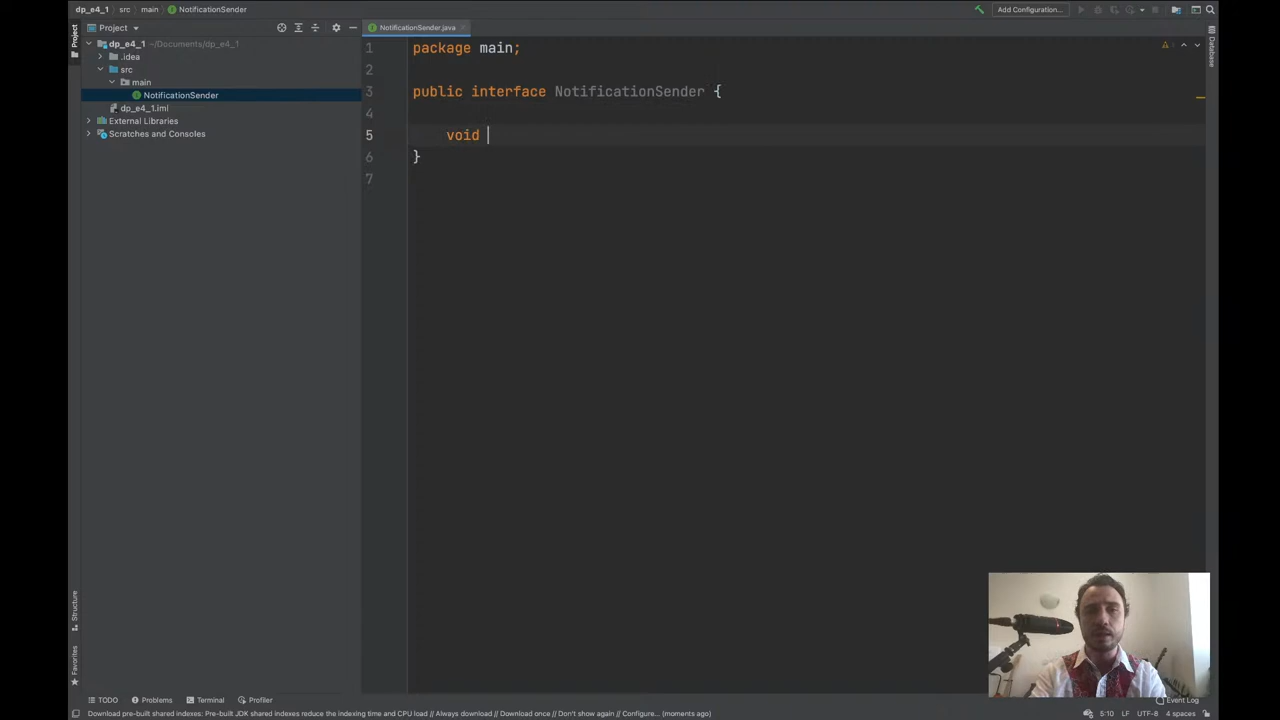 dp_e4_1 src main NotificationSender
Add Configuration...
Project
Project
dp_e4_1 ~/Documents/dp_e4_1
.idea
src
main
NotificationSender
dp_e4_1.iml
External Libraries
Scratches and Consoles
NotificationSender.java
1 package main;
2
3 public interface NotificationSender {
4
5 void
6 }
7
Database
Structure
Favorites
TODO Problems Terminal Profiler
Event Log
Download pre-built shared indexes: Pre-built JDK shared indexes reduce the indexing time and CPU load // Always download // Download once // Don't show again // Configure... (moments ago)
5:10 LF UTF-8 4 spaces